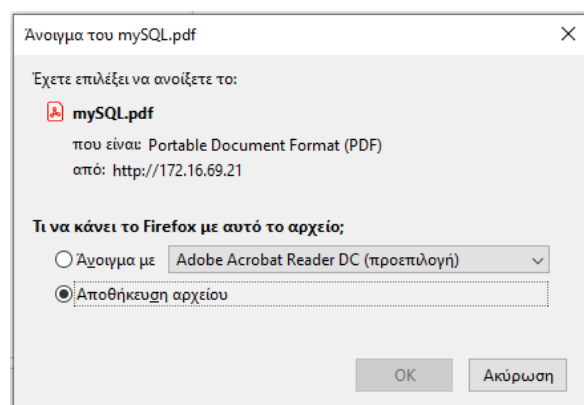 Άνοιγμα του mySQL.pdf
Έχετε επιλέξει να ανοίξετε το:
mySQL.pdf
που είναι: Portable Document Format (PDF)
από: http://172.16.69.21
Τι να κάνει το Firefox με αυτό το αρχείο;
Άνοιγμα με Adobe Acrobat Reader DC (προεπιλογή)
Αποθήκευση αρχείου
OK Ακύρωση